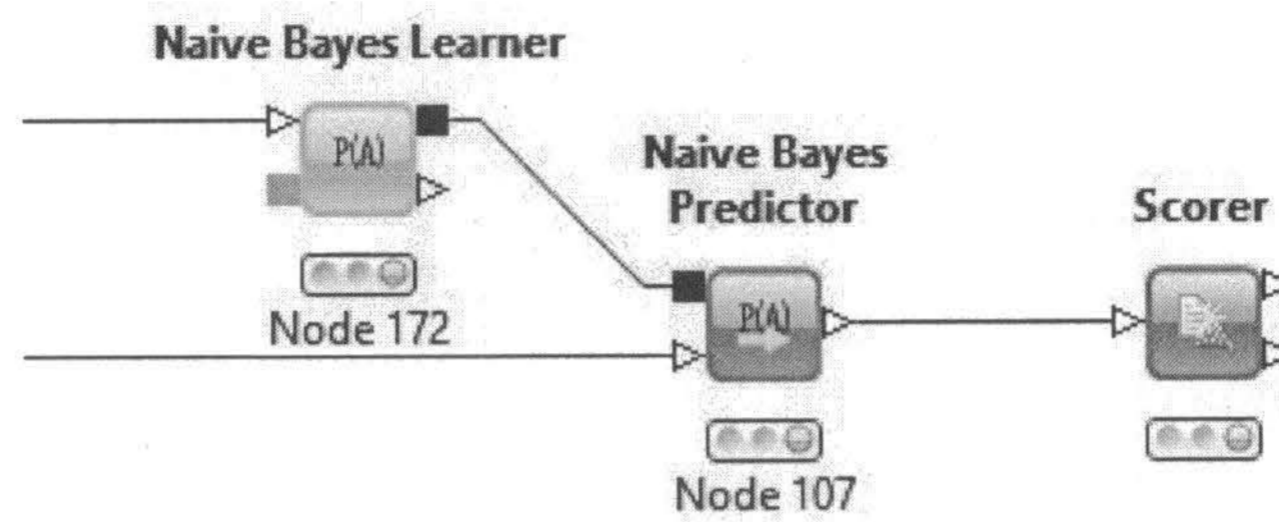 Naive Bayes Learner
P(A)
Node 172
Naive Bayes
Predictor
P(A)
Node 107
Scorer